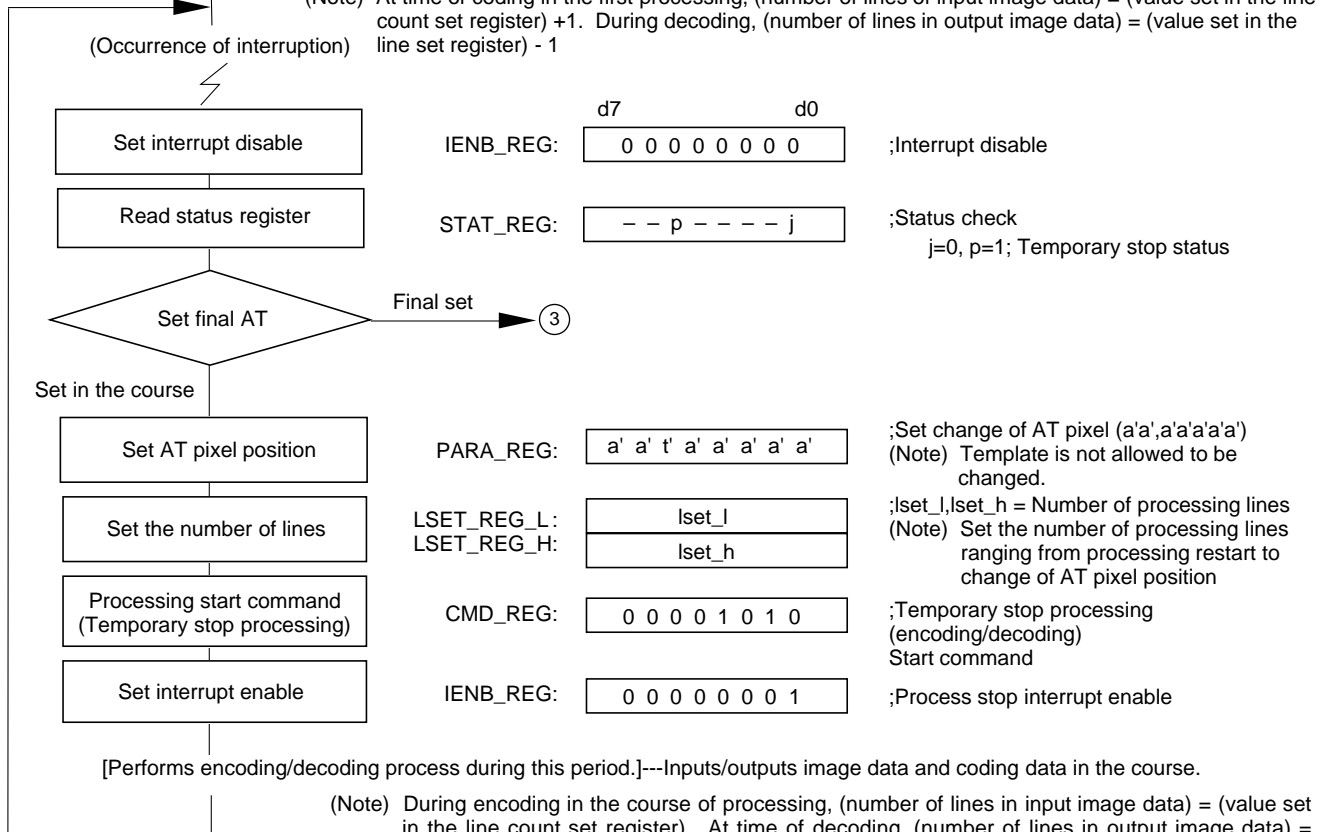 (Note) At time of coding in the first processing, (number of lines of input image data) = (value set in the line
count set register) +1. During decoding, (number of lines in output image data) = (value set in the
line set register) - 1
(Occurrence of interruption)
d7 d0
Set interrupt disable
IENB_REG: 0 0 0 0 0 0 0 0 ;Interrupt disable
Read status register
STAT_REG: – – p – – – – j ;Status check
j=0, p=1; Temporary stop status
Set final AT
Final set
3
Set in the course
Set AT pixel position
PARA_REG: a' a' t' a' a' a' a' a' ;Set change of AT pixel (a'a',a'a'a'a'a')
(Note) Template is not allowed to be
changed.
Set the number of lines
LSET_REG_L: lset_l ;lset_l,lset_h = Number of processing lines
LSET_REG_H: lset_h (Note) Set the number of processing lines
ranging from processing restart to
change of AT pixel position
Processing start command
(Temporary stop processing)
CMD_REG: 0 0 0 0 1 0 1 0 ;Temporary stop processing
(encoding/decoding)
Start command
Set interrupt enable
IENB_REG: 0 0 0 0 0 0 0 1 ;Process stop interrupt enable
[Performs encoding/decoding process during this period.]---Inputs/outputs image data and coding data in the course.
(Note) During encoding in the course of processing, (number of lines in input image data) = (value set
in the line count set register). At time of decoding, (number of lines in output image data) =